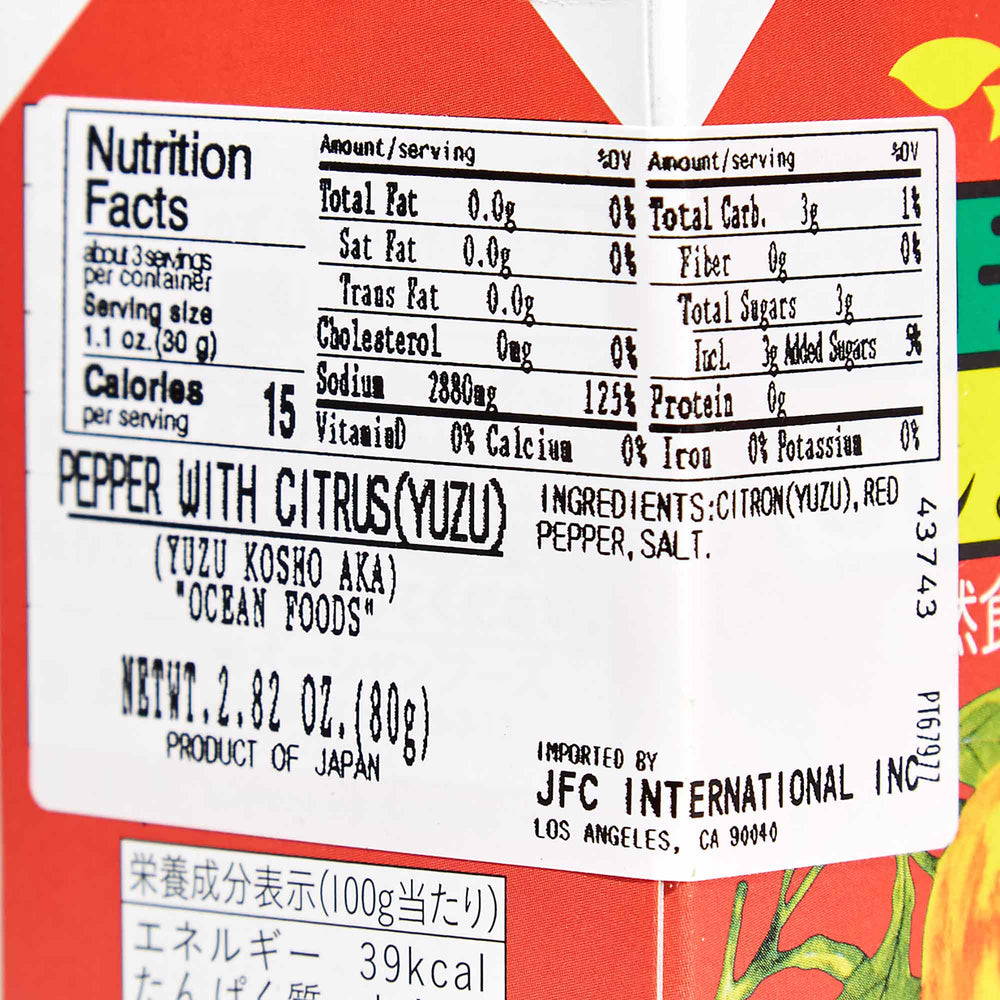 Nutrition
Facts
about 3 servings
per container
Serving size
1.1 oz.(30 g)
Calories
per serving 15
Amount/serving %DV
Total Fat 0.0g 0%
Sat Fat 0.0g 0%
Trans Fat 0.0g
Cholesterol 0mg 0%
Sodium 2880mg 125%
Amount/serving %DV
Total Carb. 3g 1%
Fiber 0g 0%
Total Sugars 3g
Incl. 3g Added Sugars
Protein 0g
VitaminD 0% Calcium 0% Iron 0% Potassium 0%
PEPPER WITH CITRUS(YUZU)
(YUZU KOSHO AKA)
"OCEAN FOODS"
NETWT.2.82 OZ.(80g)
PRODUCT OF JAPAN
INGREDIENTS:CITRON(YUZU), RED
PEPPER, SALT.
IMPORTED BY
JFC INTERNATIONAL INC
LOS ANGELES, CA 90040
43743
栄養成分表示(100g当たり)
エネルギー 39kcal
たんぱく質